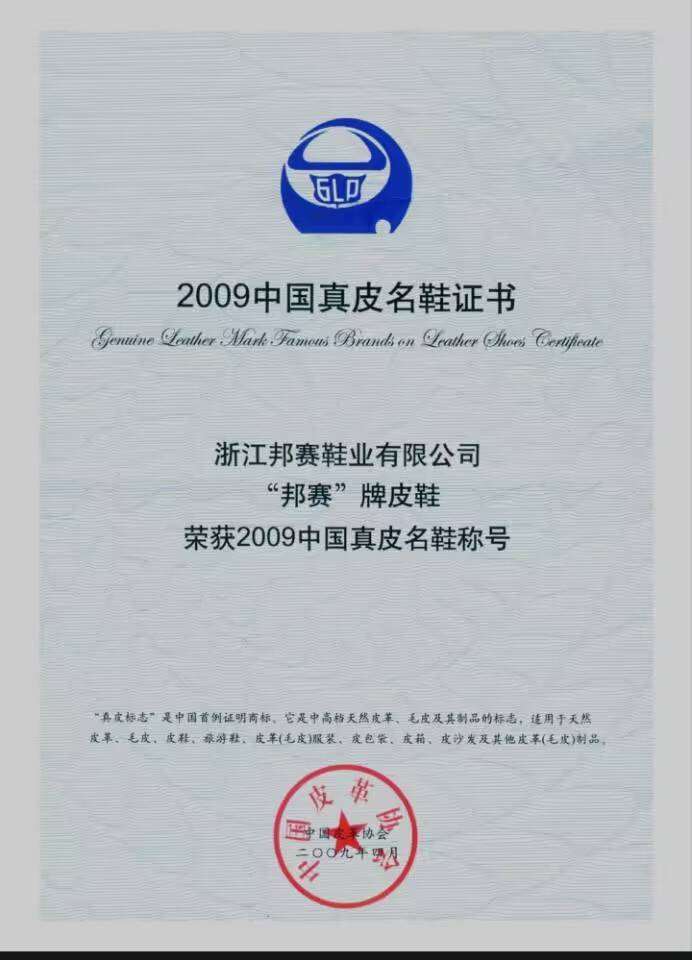 GLP
2009中国真皮名鞋证书
Genuine Leather Mark Famous Brands on Leather Shoes Certificate
浙江邦赛鞋业有限公司
“邦赛”牌皮鞋
荣获2009中国真皮名鞋称号
“真皮标志”是中国首例证明商标。它是中高档天然皮革、毛皮及其制品的标志,适用于天然
皮革、毛皮、皮鞋、旅游鞋、皮革(毛皮)服装、皮包袋、皮箱、皮沙发及其他皮革(毛皮)制品。
中国皮革协会
中国皮革协会
二〇〇九年四月